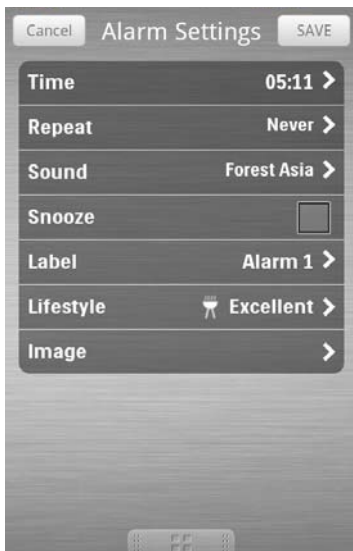 Cancel Alarm Settings SAVE
Time 05:11
Repeat Never
Sound Forest Asia
Snooze
Label Alarm 1
Lifestyle Excellent
Image